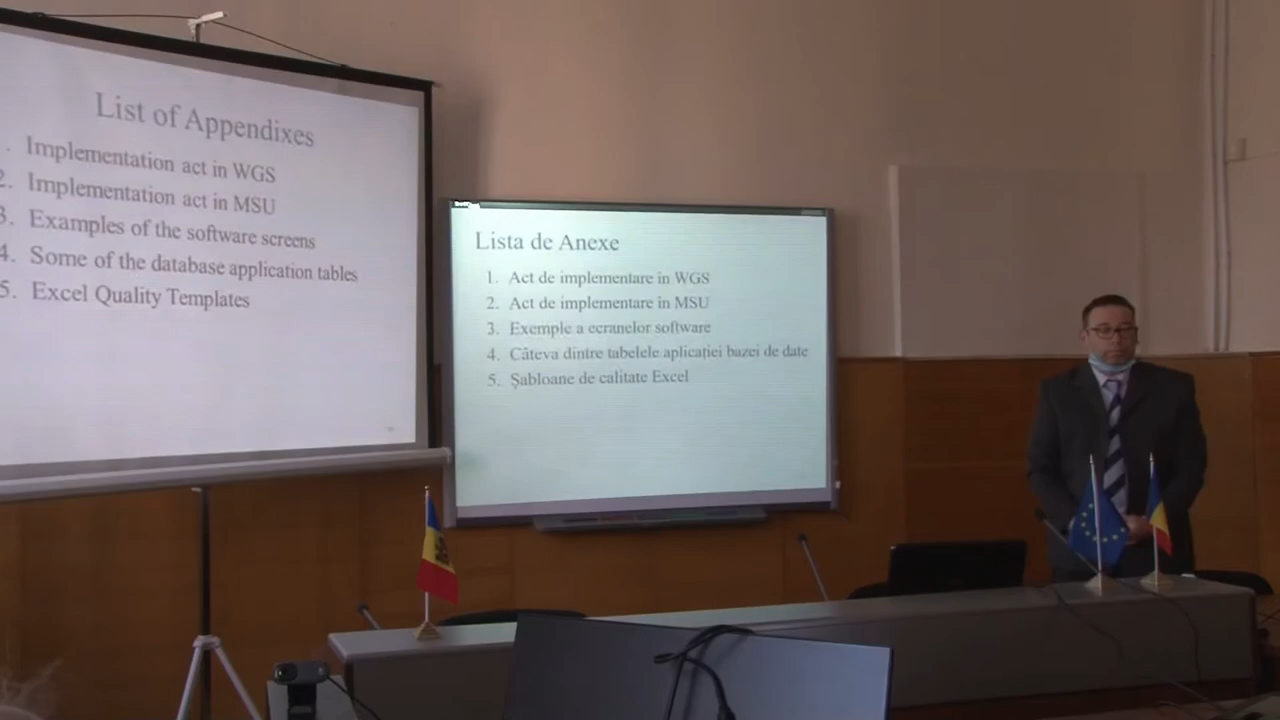 List of Appendixes
. Implementation act in WGS
2. Implementation act in MSU
3. Examples of the software screens
4. Some of the database application tables
5. Excel Quality Templates
Lista de Anexe
1. Act de implementare în WGS
2. Act de implementare în MSU
3. Exemple a ecranelor software
4. Câteva dintre tabelele aplicației bazei de date
5. Șabloane de calitate Excel